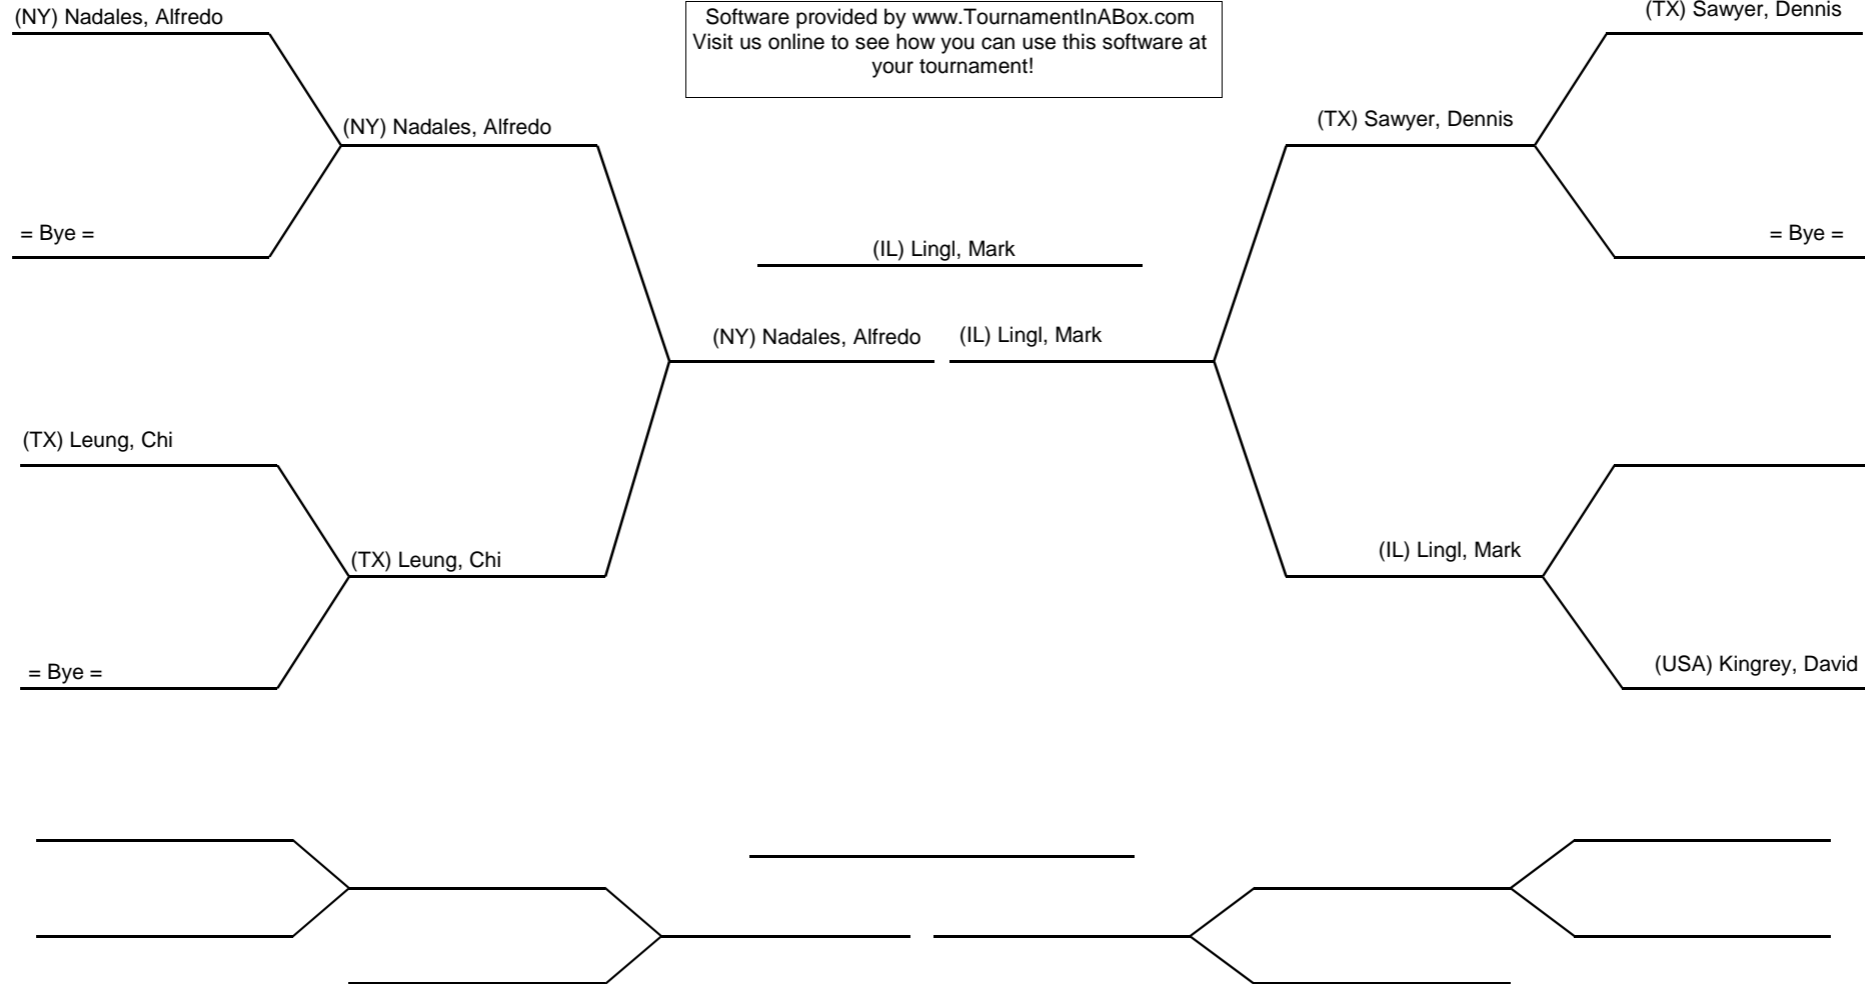 (NY) Nadales, Alfredo
Software provided by www.TournamentInABox.com
Visit us online to see how you can use this software at
your tournament!
(TX) Sawyer, Dennis
(NY) Nadales, Alfredo
(TX) Sawyer, Dennis
= Bye =
(IL) Lingl, Mark
= Bye =
(NY) Nadales, Alfredo
(IL) Lingl, Mark
(TX) Leung, Chi
(TX) Leung, Chi
(IL) Lingl, Mark
= Bye =
(USA) Kingrey, David